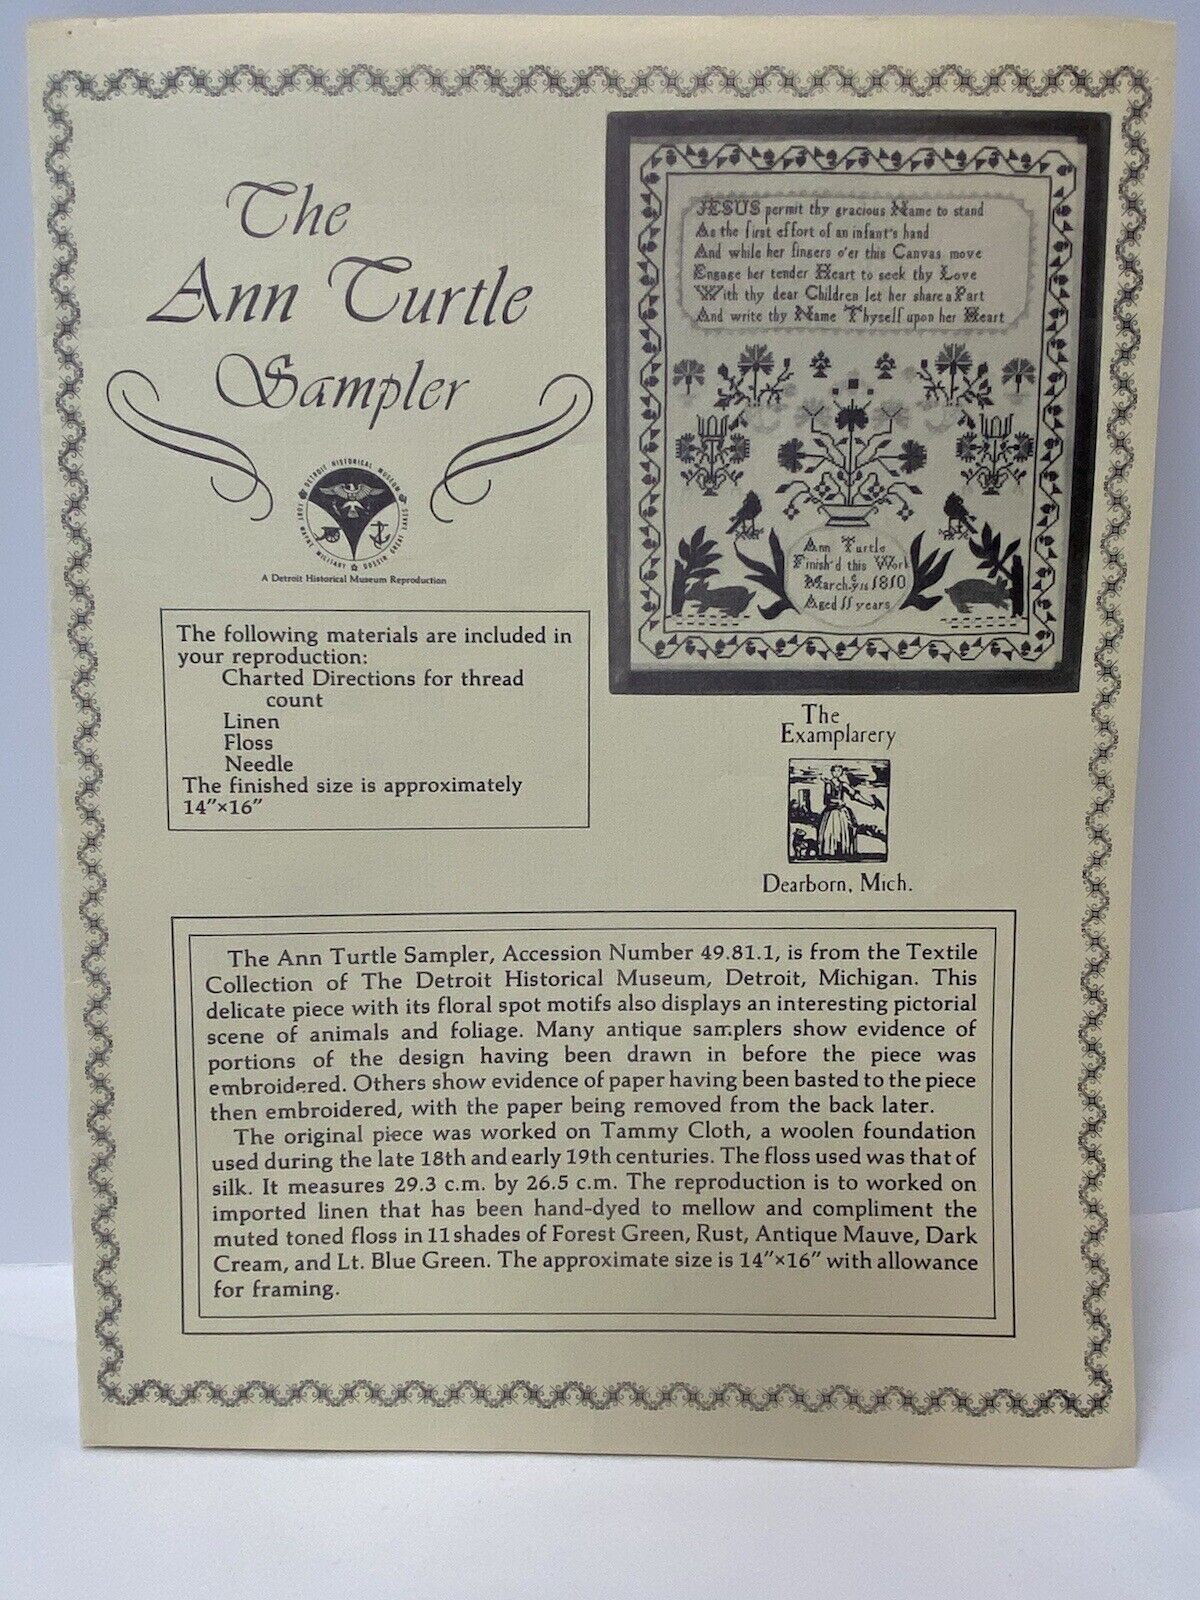 The
Ann Turtle
Sampler
DETROIT HISTORICAL MUSEUM
FORT WAYNE MILITARY
DOSSIN GREAT LAKES
A Detroit Historical Museum Reproduction
The following materials are included in
your reproduction:
Charted Directions for thread
count
Linen
Floss
Needle
The finished size is approximately
14"×16"
JESUS permit thy gracious Name to stand
As the first effort of an infant's hand
And while her fingers o'er this Canvas move
Engage her tender Heart to seek thy Love
With thy dear Children let her share a Part
And write thy Name Thyself upon her Heart
Ann Turtle
Finish'd this Work
March 1810
Aged 11 years
The
Examplarery
Dearborn, Mich.
The Ann Turtle Sampler, Accession Number 49.81.1, is from the Textile
Collection of The Detroit Historical Museum, Detroit, Michigan. This
delicate piece with its floral spot motifs also displays an interesting pictorial
scene of animals and foliage. Many antique samplers show evidence of
portions of the design having been drawn in before the piece was
embroidered. Others show evidence of paper having been basted to the piece
then embroidered, with the paper being removed from the back later.
The original piece was worked on Tammy Cloth, a woolen foundation
used during the late 18th and early 19th centuries. The floss used was that of
silk. It measures 29.3 c.m. by 26.5 c.m. The reproduction is to worked on
imported linen that has been hand-dyed to mellow and compliment the
muted toned floss in 11 shades of Forest Green, Rust, Antique Mauve, Dark
Cream, and Lt. Blue Green. The approximate size is 14"×16" with allowance
for framing.